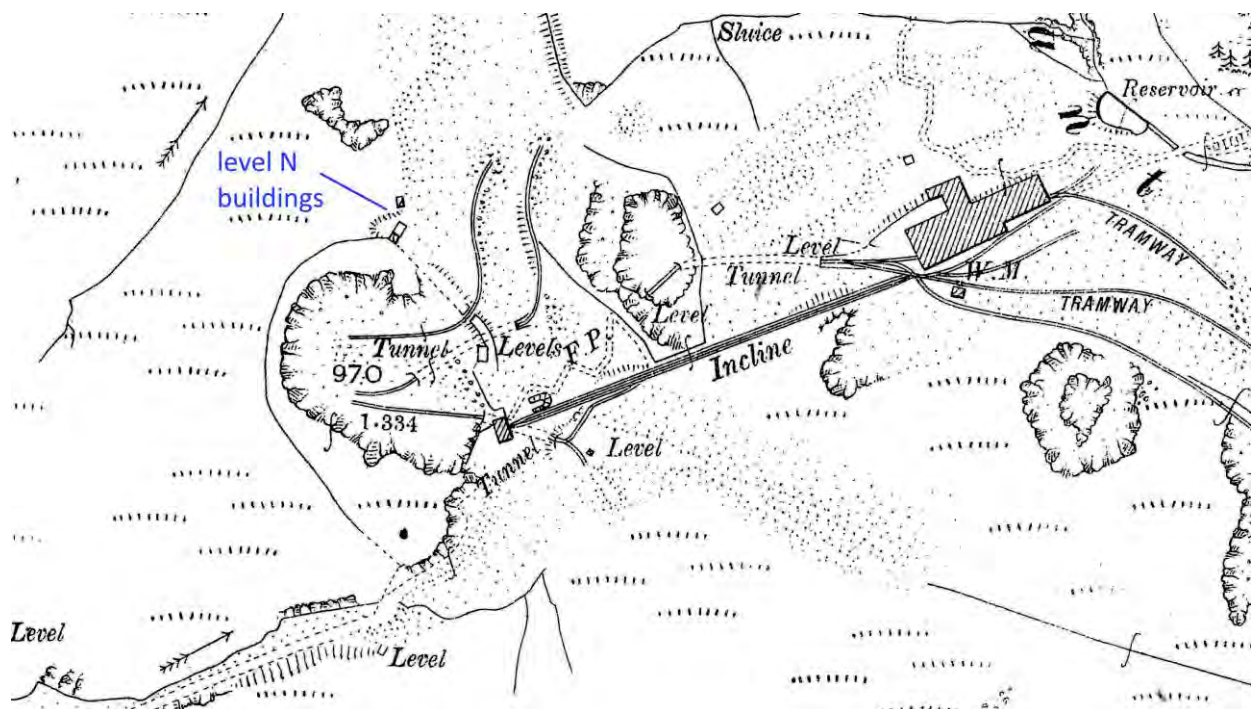 Sluice
Reservoir
level N
buildings
Level
Tunnel
TRAMWAY
W. M.
TRAMWAY
Level
Incline
Tunnel
Levels
F P
970
1·334
Tunnel
Level
Level
Level